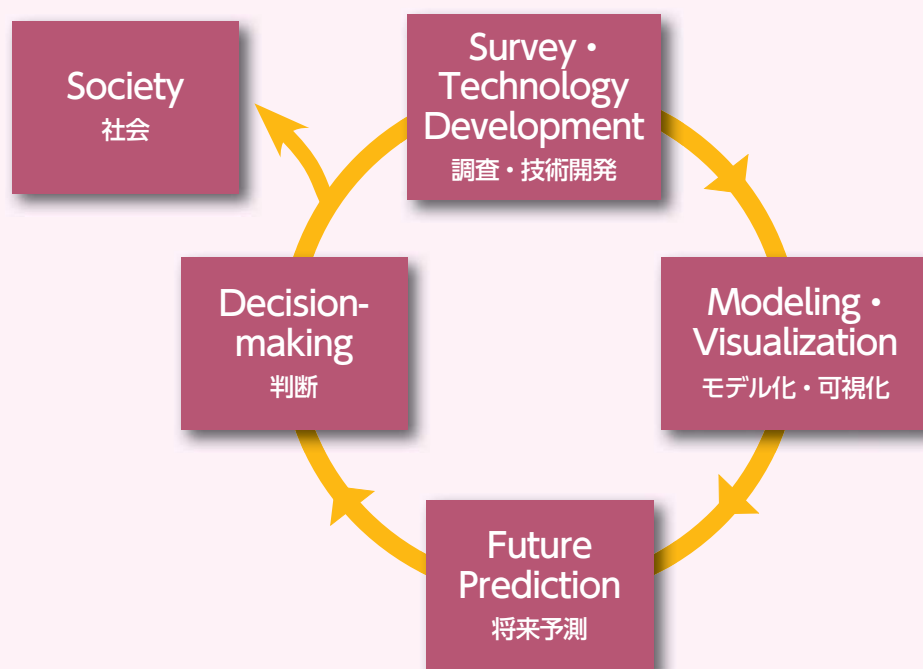 Society
社会
Survey・
Technology
Development
調査・技術開発
Decision-
making
判断
Modeling・
Visualization
モデル化・可視化
Future
Prediction
将来予測